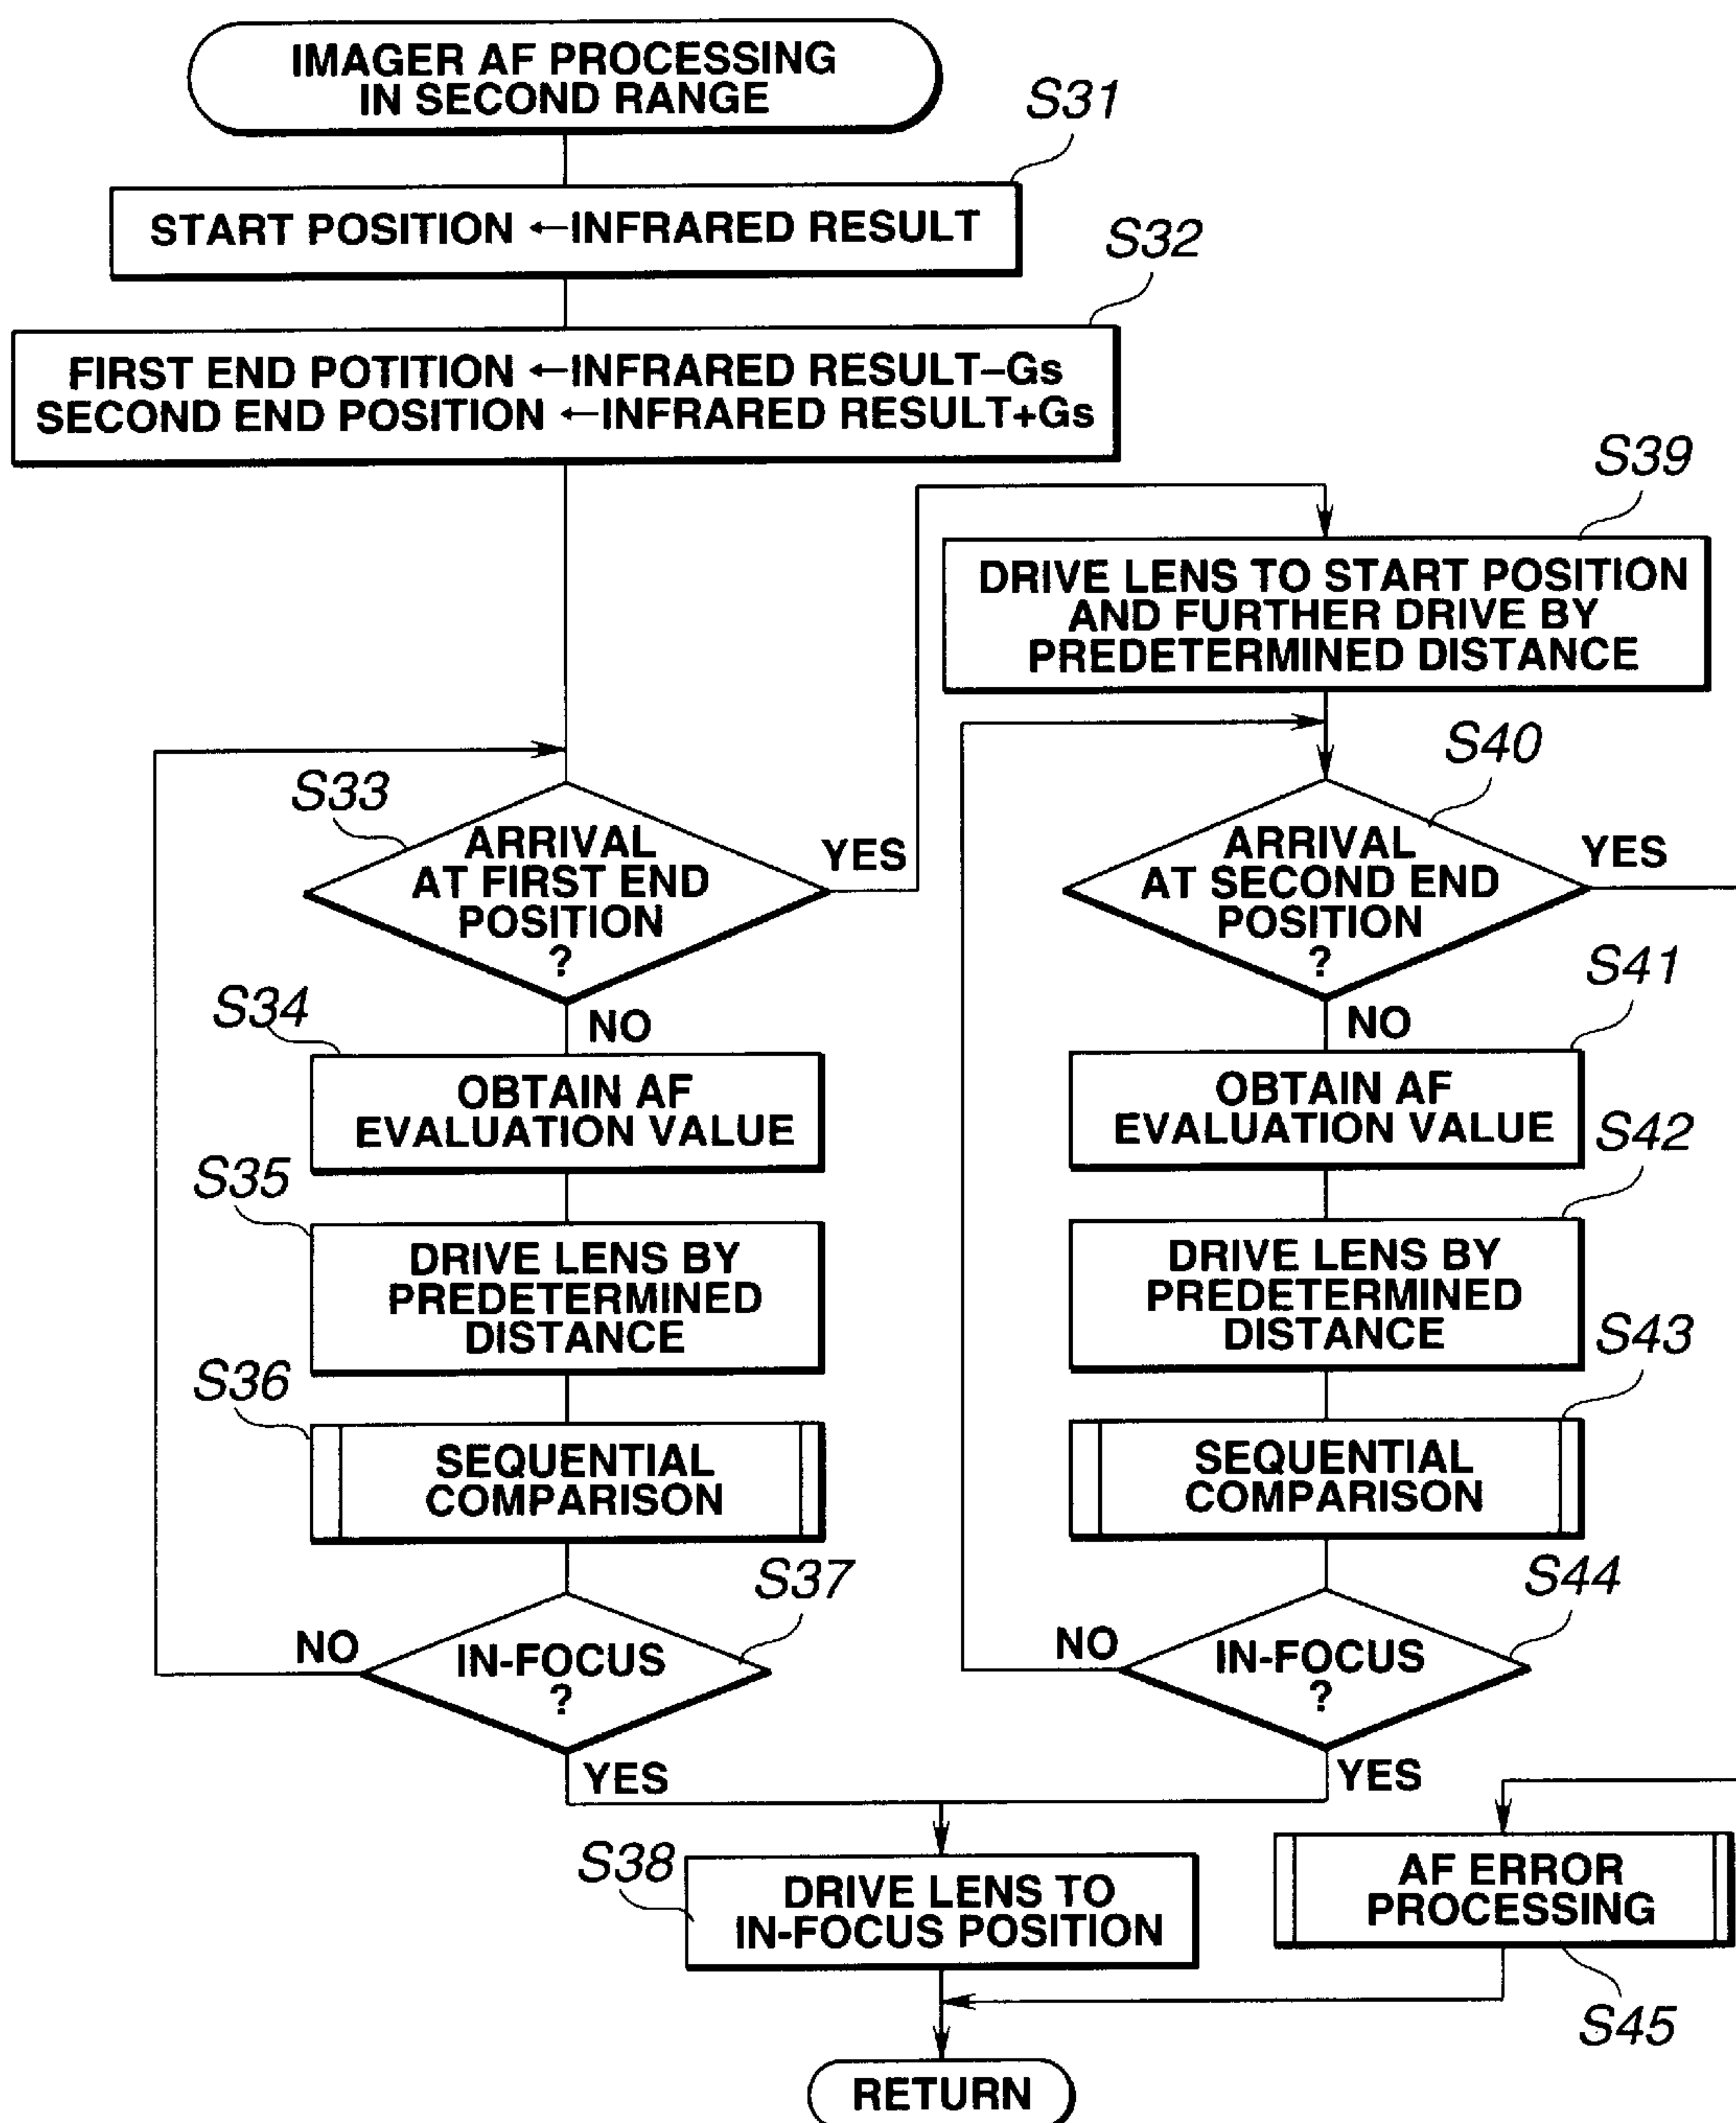 IMAGER AF PROCESSING
IN SECOND RANGE
S31
START POSITION ←INFRARED RESULT
S32
FIRST END POTITION ←INFRARED RESULT–Gs
SECOND END POSITION ←INFRARED RESULT+Gs
S39
DRIVE LENS TO START POSITION
AND FURTHER DRIVE BY
PREDETERMINED DISTANCE
S33
ARRIVAL
AT FIRST END
POSITION
?
YES
S40
ARRIVAL
AT SECOND END
POSITION
?
YES
S34
NO
OBTAIN AF
EVALUATION VALUE
S41
NO
OBTAIN AF
EVALUATION VALUE
S35
DRIVE LENS BY
PREDETERMINED
DISTANCE
S42
DRIVE LENS BY
PREDETERMINED
DISTANCE
S36
SEQUENTIAL
COMPARISON
S43
SEQUENTIAL
COMPARISON
S37
NO
IN-FOCUS
?
YES
S44
NO
IN-FOCUS
?
YES
S38
DRIVE LENS TO
IN-FOCUS POSITION
AF ERROR
PROCESSING
S45
RETURN